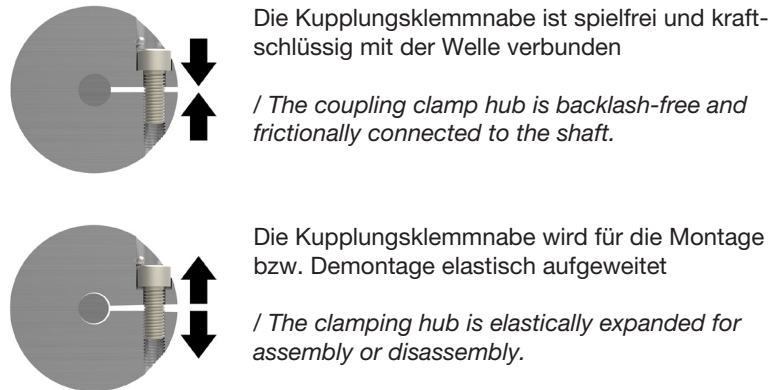 Die Kupplungsklemmnabe ist spielfrei und kraft-
schlüssig mit der Welle verbunden
/ The coupling clamp hub is backlash-free and
frictionally connected to the shaft.
Die Kupplungsklemmnabe wird für die Montage
bzw. Demontage elastisch aufgeweitet
/ The clamping hub is elastically expanded for
assembly or disassembly.